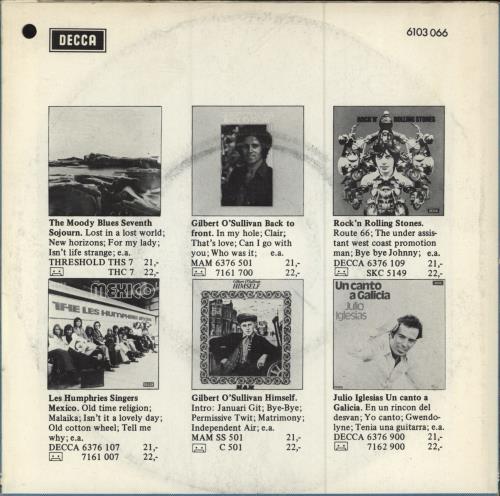 DECCA
6103 066
ROCK 'N' ROLLING STONES
The Moody Blues Seventh
Sojourn. Lost in a lost world;
New horizons; For my lady;
Isn't life strange; e.a.
THRESHOLD THS 7 21,-
THC 7 22,-
Gilbert O'Sullivan Back to
front. In my hole; Clair;
That's love; Can I go with
you; Who was it; e.a.
MAM 6376 501 21,-
7161 700 22,-
Rock'n Rolling Stones.
Route 66; The under assis-
tant west coast promotion
man; Bye bye Johnny; e.a.
DECCA 6376 109 21,-
SKC 5149 22,-
MEXICO
THE LES HUMPHRIES SINGERS
Gilbert O'Sullivan
HIMSELF
MAM
Un canto
a Galicia
Julio
Iglesias
Les Humphries Singers
Mexico. Old time religion;
Malaika; Isn't it a lovely day;
Old cotton wheel; Tell me
why; e.a.
DECCA 6376 107 21,-
7161 007 22,-
Gilbert O'Sullivan Himself.
Intro: Januari Git; Bye-Bye;
Permissive Twit; Matrimony;
Independent Air; e.a.
MAM SS 501 21,-
C 501 22,-
Julio Iglesias Un canto a
Galicia. En un rincon del
desvan; Yo canto; Gwendo-
lyne; Tenia una guitarra; e.a.
DECCA 6376 900 21,-
7162 900 22,-